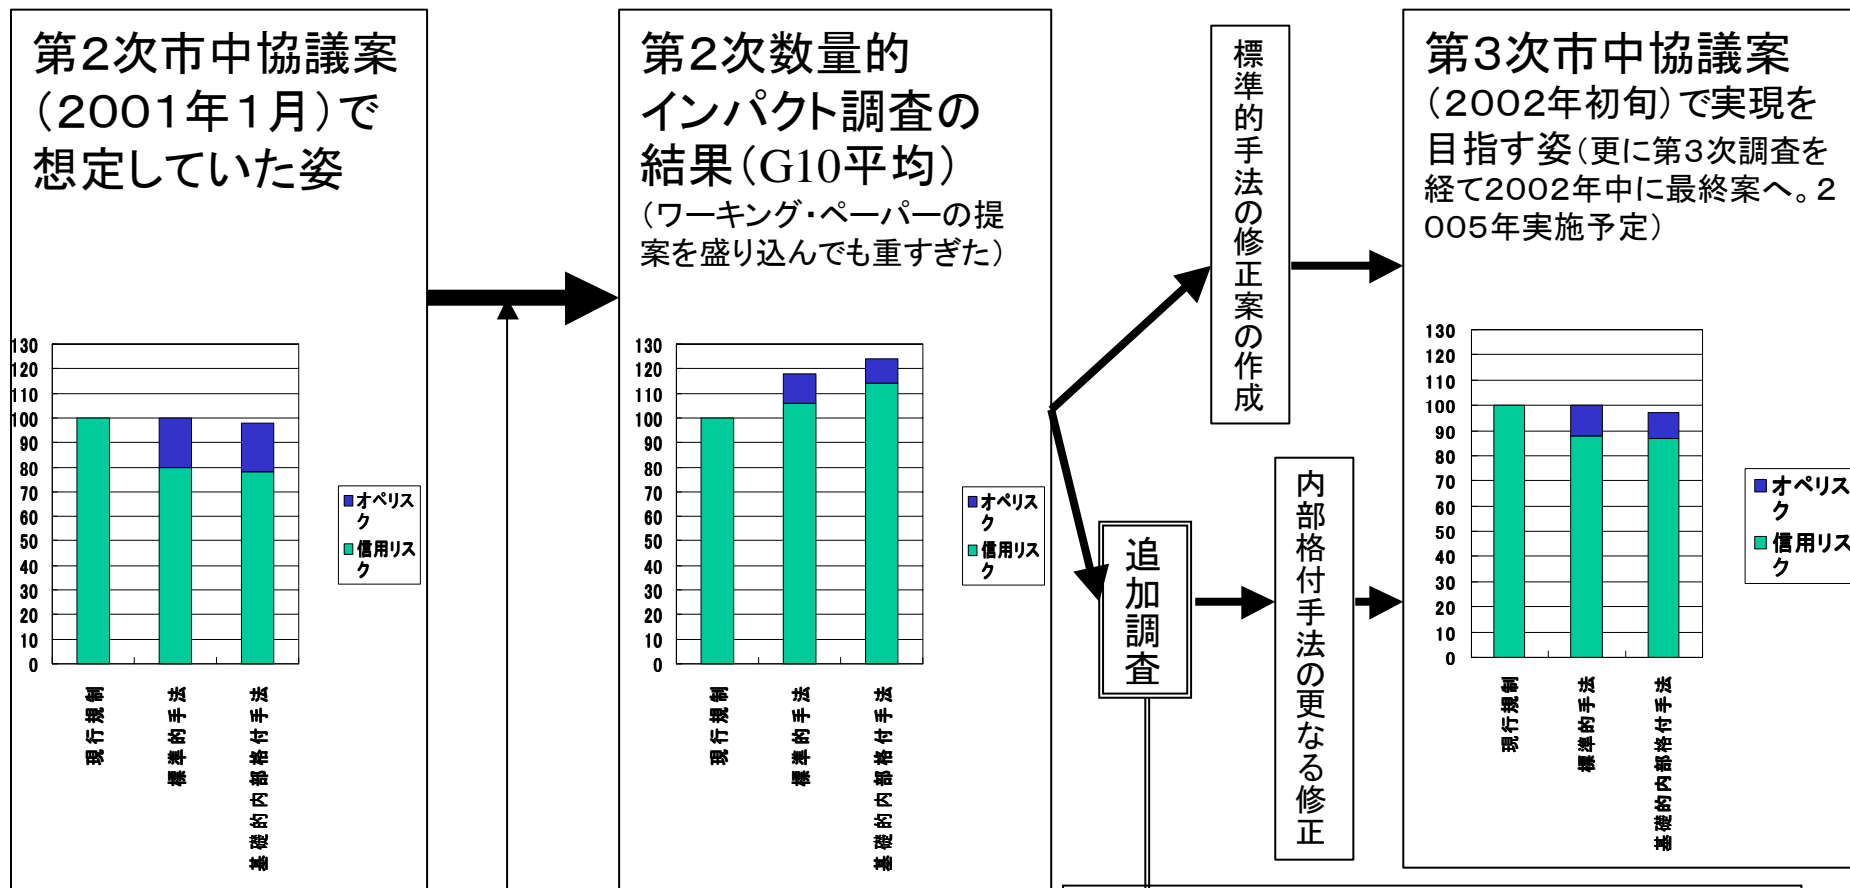 第２次市中協議案
（２００１年１月）で
想定していた姿
130
120
110
100
90
80
70
60
50
40
30
20
10
0
現行規制
標準的手法
基礎的内部格付手法
オペリス
ク
信用リス
ク
第２次数量的
インパクト調査の
結果（G10平均）
（ワーキング・ペーパーの提
案を盛り込んでも重すぎた）
130
120
110
100
90
80
70
60
50
40
30
20
10
0
現行規制
標準的手法
基礎的内部格付手法
オペリス
ク
信用リス
ク
標準的手法の修正案の作成
追加調査
内部格付手法の更なる修正
第３次市中協議案
（２００２年初旬）で実現を
目指す姿（更に第３次調査を
経て２００２年中に最終案へ。２
００５年実施予定）
130
120
110
100
90
80
70
60
50
40
30
20
10
0
現行規制
標準的手法
基礎的内部格付手法
オペリス
ク
信用リス
ク